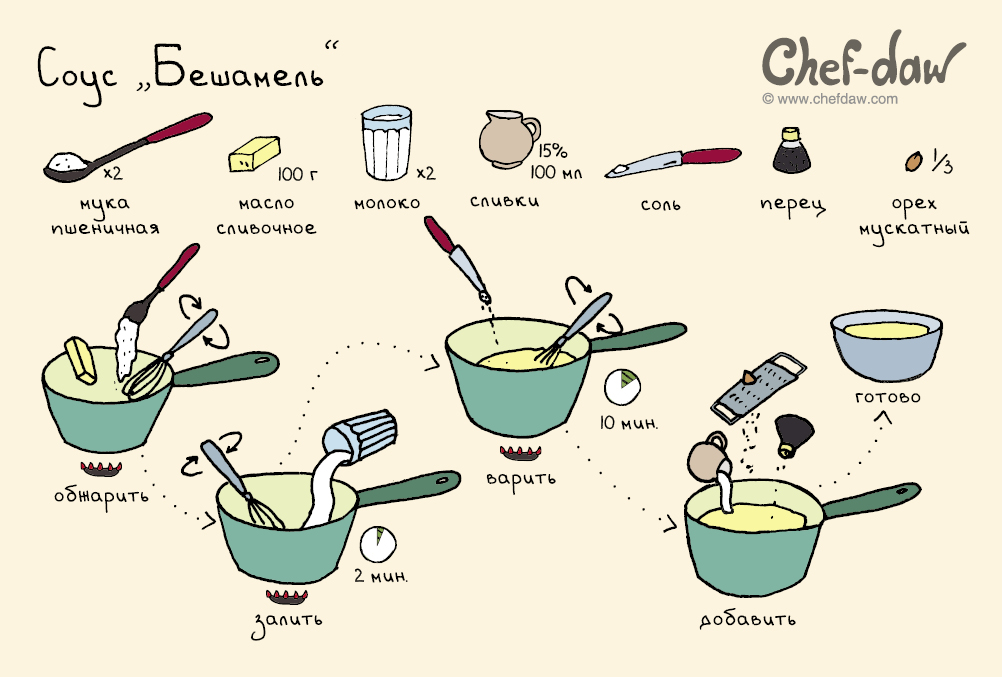 Соус „Бешамель“
Chef-daw
© www.chefdaw.com
x2
мука
пшеничная
100 г
масло
сливочное
x2
молоко
15%
100 мл
сливки
соль
перец
1/3
орех
мускатный
обжарить
2 мин.
залить
10 мин.
варить
добавить
готово